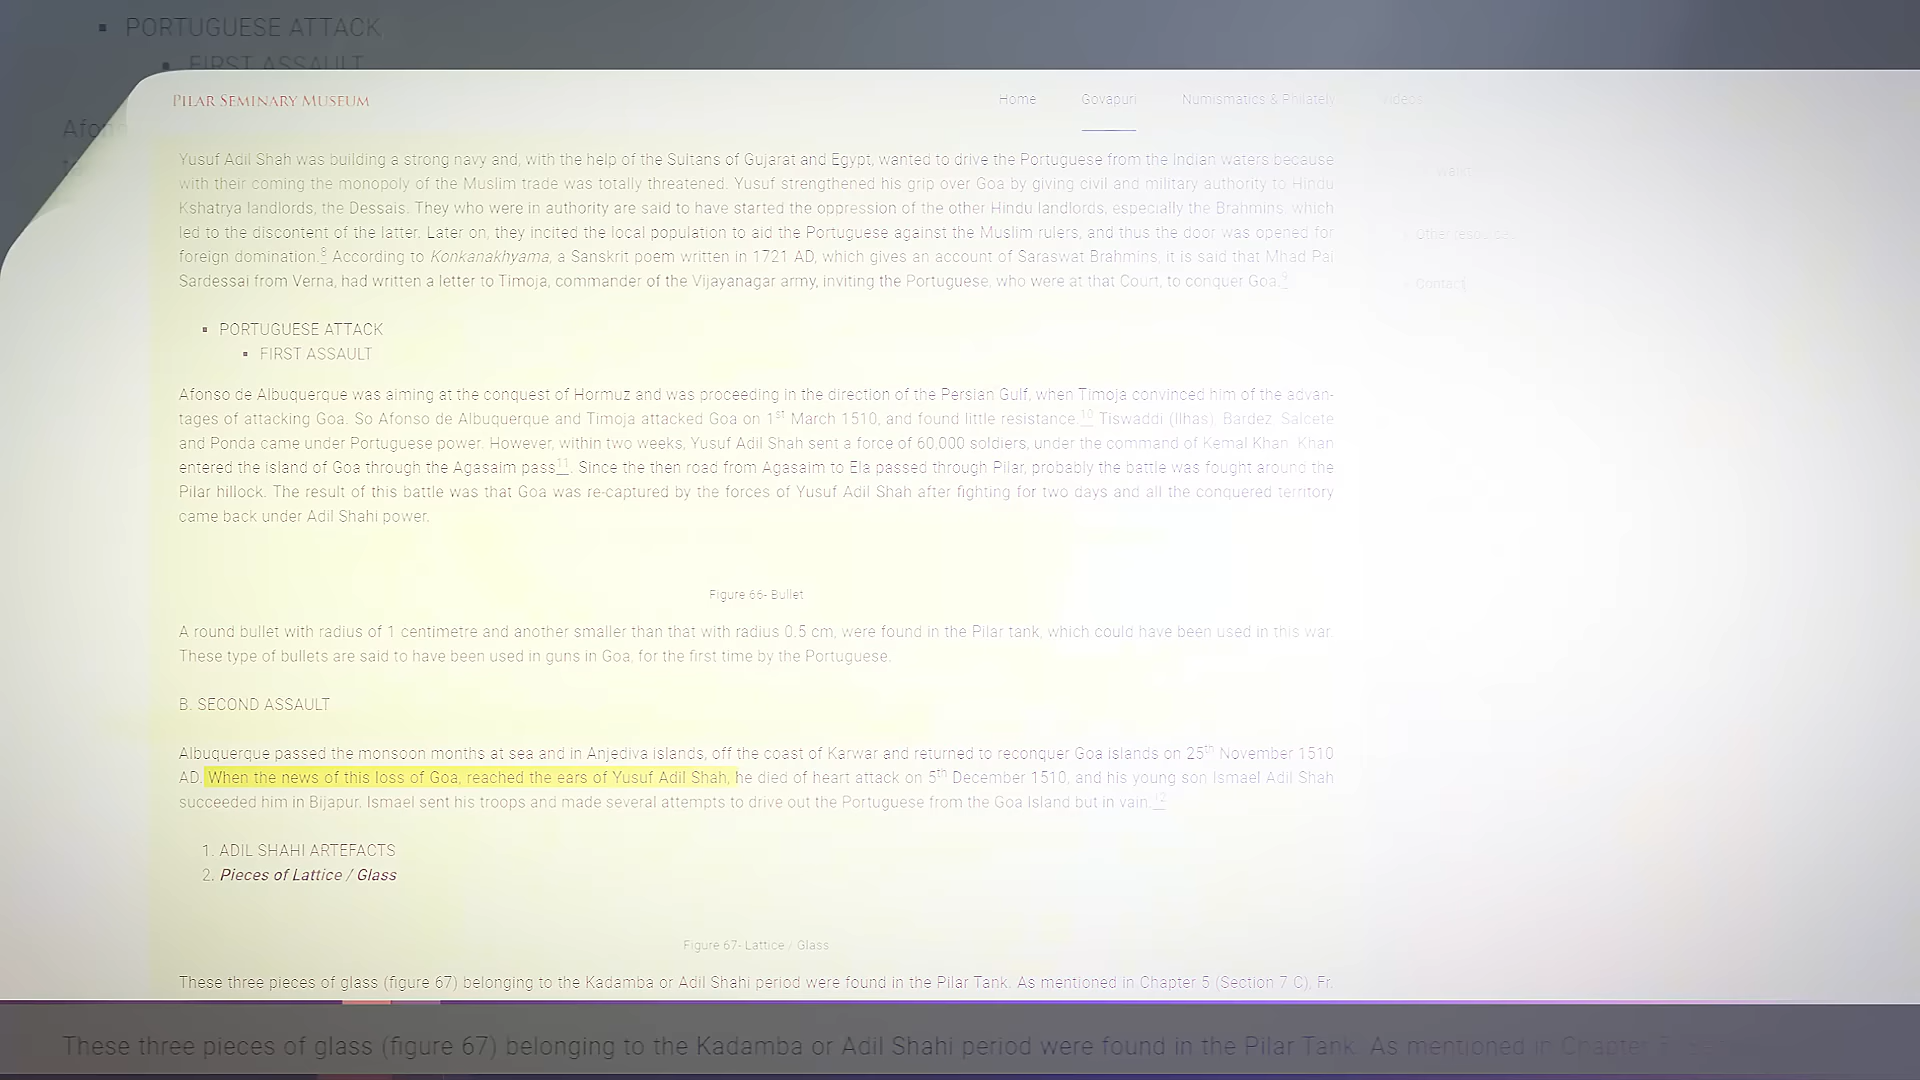 PORTUGUESE ATTACK
FIRST ASSAULT
PILAR SEMINARY MUSEUM
Home Govapuri Numismatics & Philately Videos
Yusuf Adil Shah was building a strong navy and, with the help of the Sultans of Gujarat and Egypt, wanted to drive the Portuguese from the Indian waters because
with their coming the monopoly of the Muslim trade was totally threatened. Yusuf strengthened his grip over Goa by giving civil and military authority to Hindu
Kshatrya landlords, the Dessais. They who were in authority are said to have started the oppression of the other Hindu landlords, especially the Brahmins, which
led to the discontent of the latter. Later on, they incited the local population to aid the Portuguese against the Muslim rulers, and thus the door was opened for
foreign domination.8 According to Konkanakhyama, a Sanskrit poem written in 1721 AD, which gives an account of Saraswat Brahmins, it is said that Mhad Pai
Sardessai from Verna, had written a letter to Timoja, commander of the Vijayanagar army, inviting the Portuguese, who were at that Court, to conquer Goa.9
Other resources
Contact
PORTUGUESE ATTACK
FIRST ASSAULT
Afonso de Albuquerque was aiming at the conquest of Hormuz and was proceeding in the direction of the Persian Gulf, when TImoja convinced him of the advan-
tages of attacking Goa. So Afonso de Albuquerque and Timoja attacked Goa on 1st March 1510, and found little resistance.10 Tiswaddi (Ilhas), Bardez, Salcete
and Ponda came under Portuguese power. However, within two weeks, Yusuf Adil Shah sent a force of 60,000 soldiers, under the command of Kemal Khan. Khan
entered the island of Goa through the Agasaim pass11. Since the then road from Agasaim to Ela passed through Pilar, probably the battle was fought around the
Pilar hillock. The result of this battle was that Goa was re-captured by the forces of Yusuf Adil Shah after fighting for two days and all the conquered territory
came back under Adil Shahi power.
Figure 66- Bullet
A round bullet with radius of 1 centimetre and another smaller than that with radius 0.5 cm, were found in the Pilar tank, which could have been used in this war.
These type of bullets are said to have been used in guns in Goa, for the first time by the Portuguese.
B. SECOND ASSAULT
Albuquerque passed the monsoon months at sea and in Anjediva islands, off the coast of Karwar and returned to reconquer Goa islands on 25th November 1510
AD. When the news of this loss of Goa, reached the ears of Yusuf Adil Shah, he died of heart attack on 5th December 1510, and his young son Ismael Adil Shah
succeeded him in Bijapur. Ismael sent his troops and made several attempts to drive out the Portuguese from the Goa Island but in vain.12
1. ADIL SHAHI ARTEFACTS
2. Pieces of Lattice / Glass
Figure 67- Lattice / Glass
These three pieces of glass (figure 67) belonging to the Kadamba or Adil Shahi period were found in the Pilar Tank. As mentioned in Chapter 5 (Section 7 C), Fr.
These three pieces of glass (figure 67) belonging to the Kadamba or Adil Shahi period were found in the Pilar Tank. As mentioned in Chapter